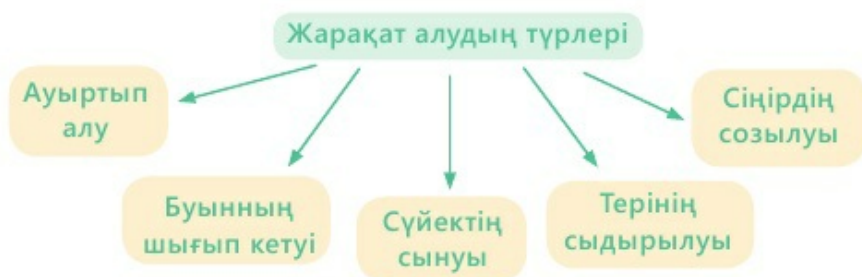 Жарақат алудың түрлері
Ауыртып
алу
Буынның
шығып кетуі
Сүйектің
сынуы
Терінің
сыдырылуы
Сіңірдің
созылуы